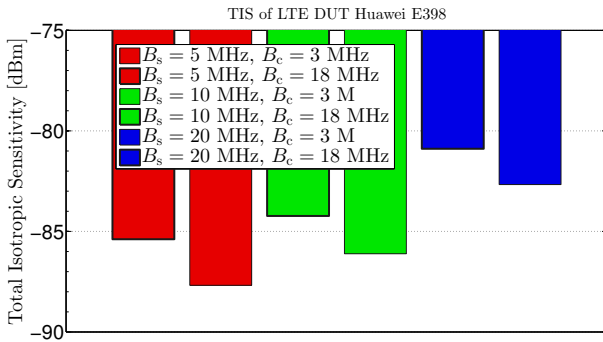 TIS of LTE DUT Huawei E398
Total Isotropic Sensitivity [dBm]
−75
−80
−85
−90
Bs = 5 MHz, Bc = 3 MHz
Bs = 5 MHz, Bc = 18 MHz
Bs = 10 MHz, Bc = 3 M
Bs = 10 MHz, Bc = 18 MHz
Bs = 20 MHz, Bc = 3 M
Bs = 20 MHz, Bc = 18 MHz